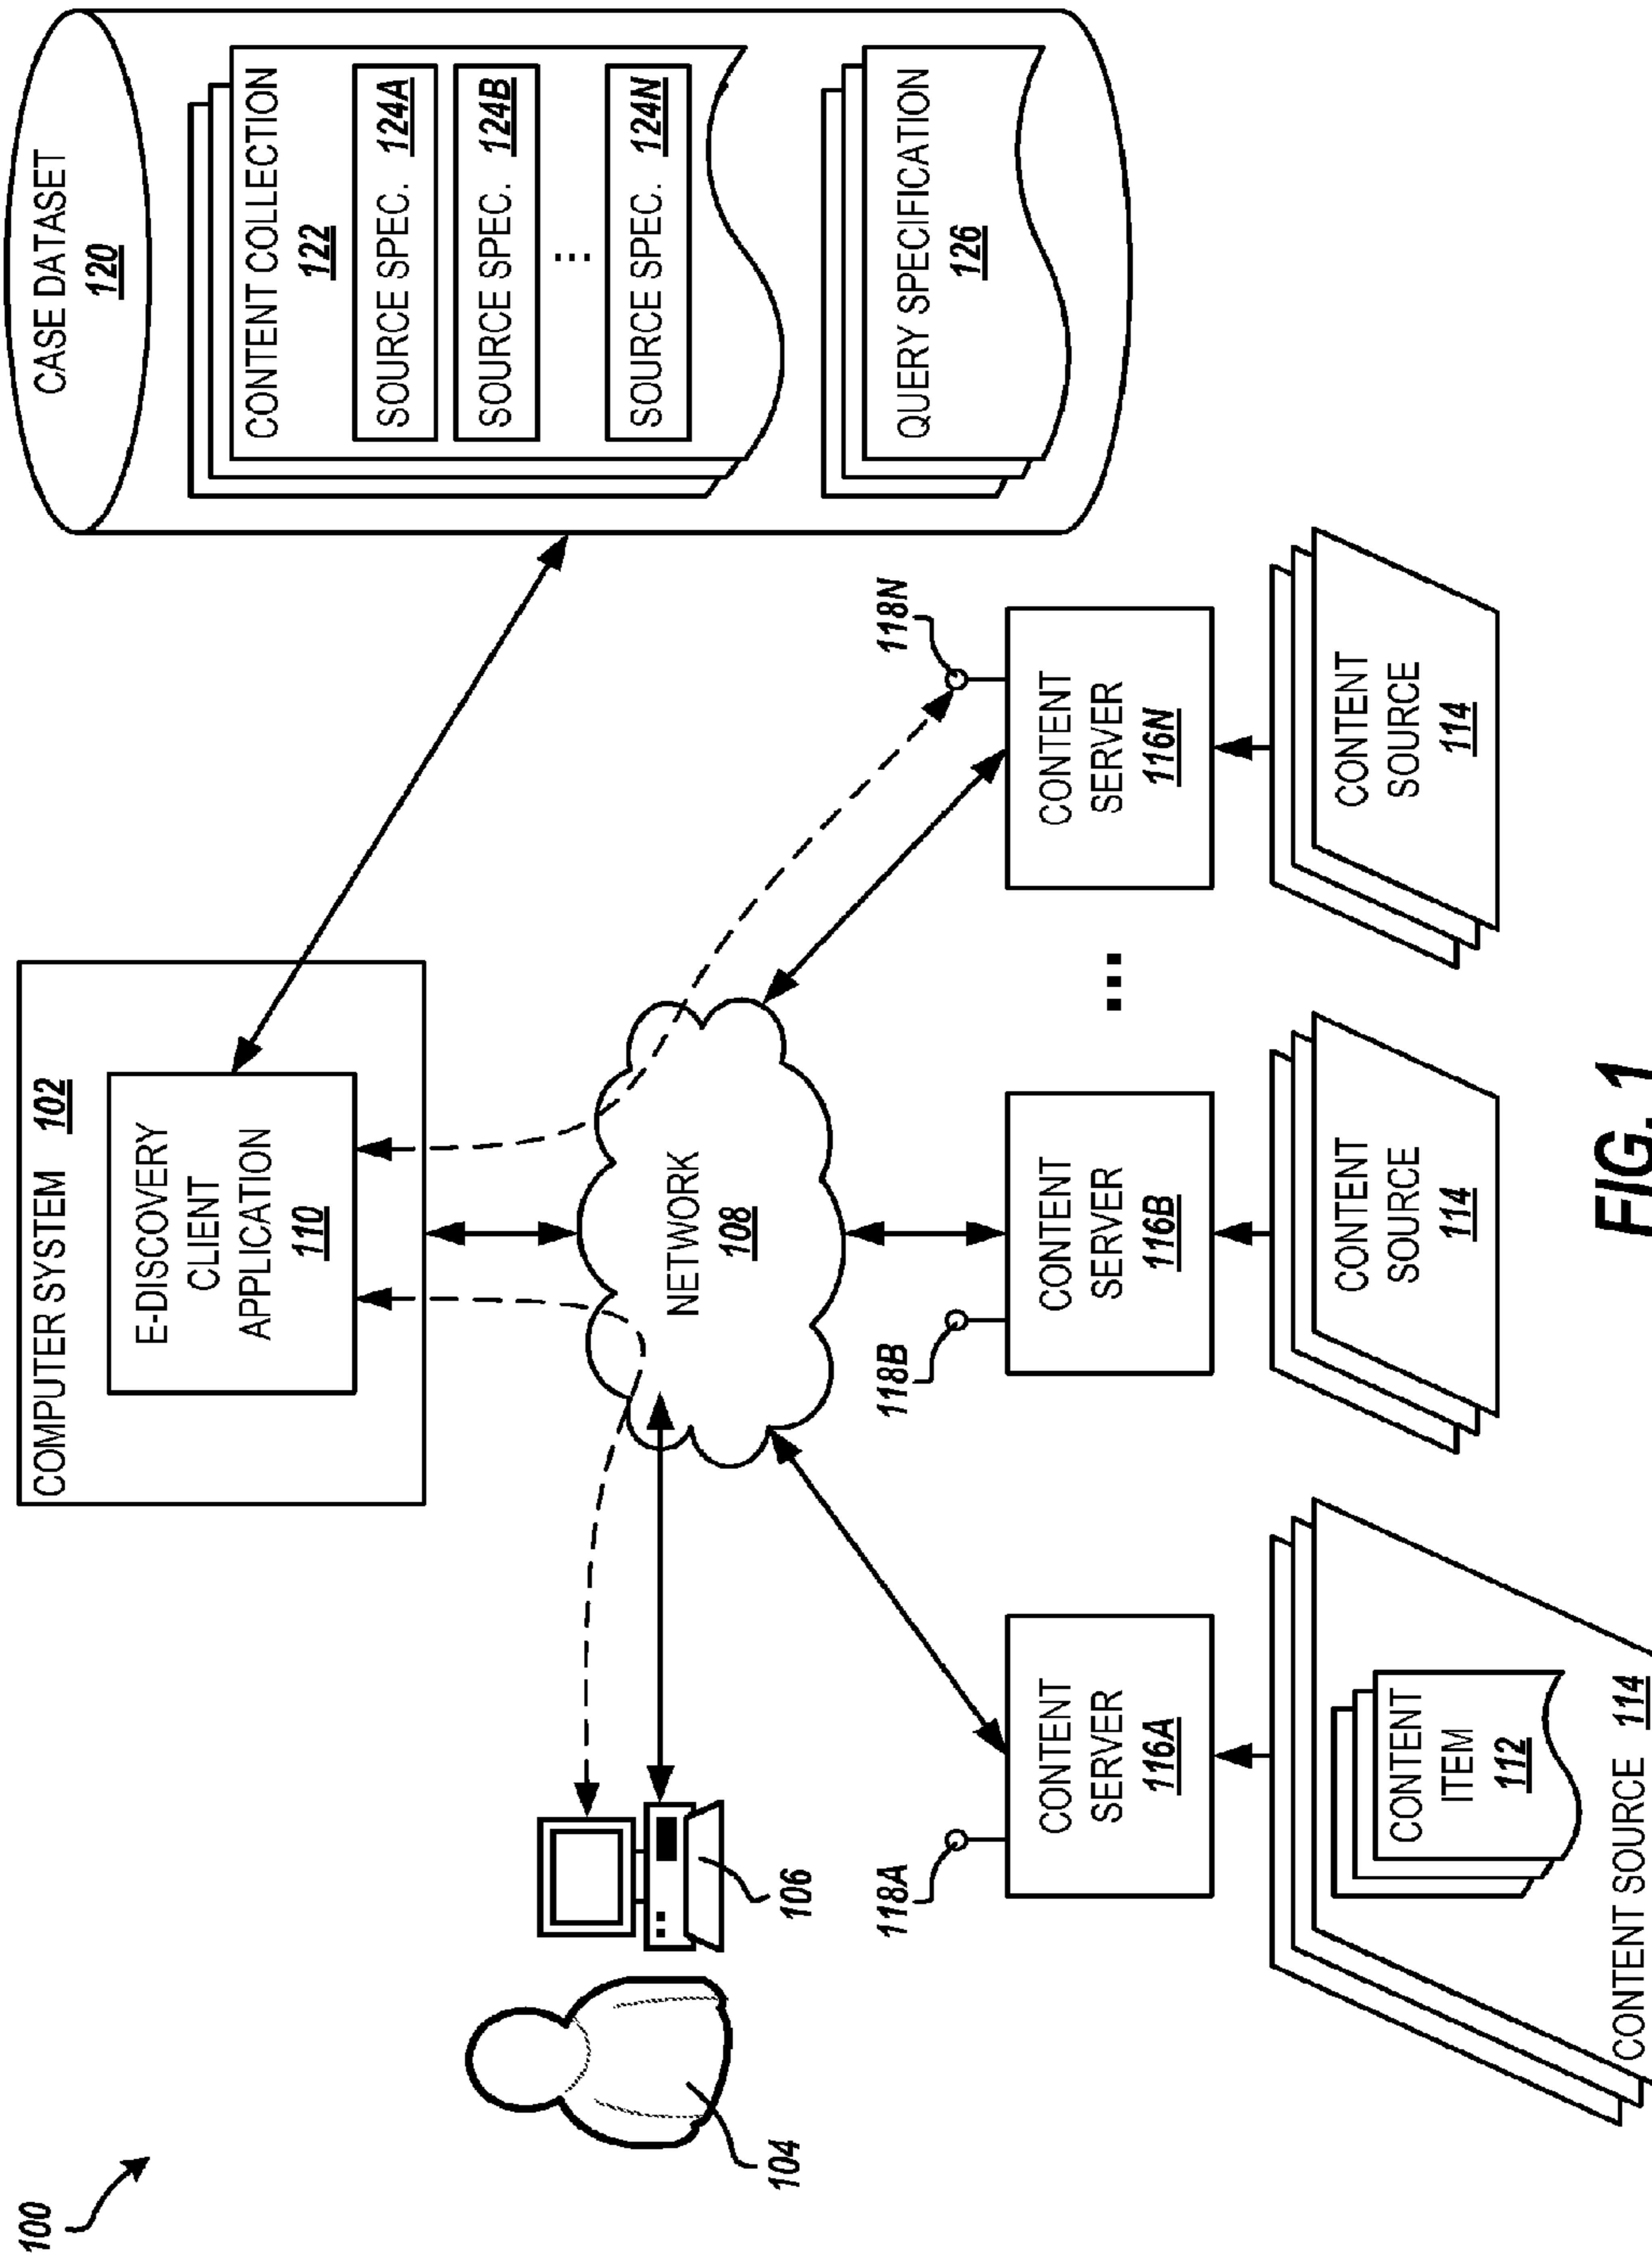 100
COMPUTER SYSTEM 102
E-DISCOVERY
CLIENT
APPLICATION
110
CASE DATASET
120
CONTENT COLLECTION
122
SOURCE SPEC. 124A
SOURCE SPEC. 124B
...
SOURCE SPEC. 124N
QUERY SPECIFICATION
126
104
106
NETWORK
108
118A
CONTENT
SERVER
116A
118B
CONTENT
SERVER
116B
...
118N
CONTENT
SERVER
116N
CONTENT
ITEM
112
CONTENT SOURCE 114
CONTENT
SOURCE
114
CONTENT
SOURCE
114
FIG. 1